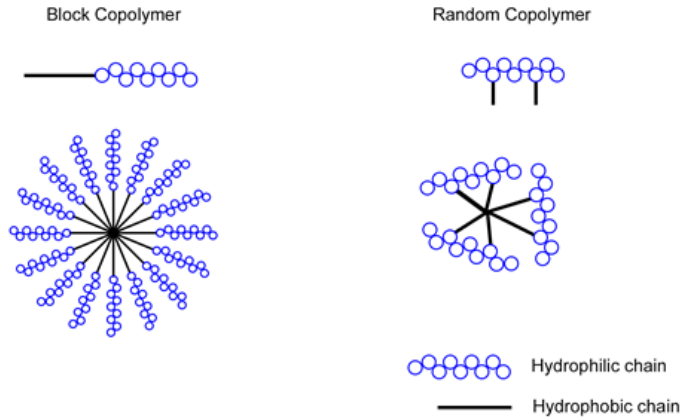 Block Copolymer
Random Copolymer
Hydrophilic chain
Hydrophobic chain